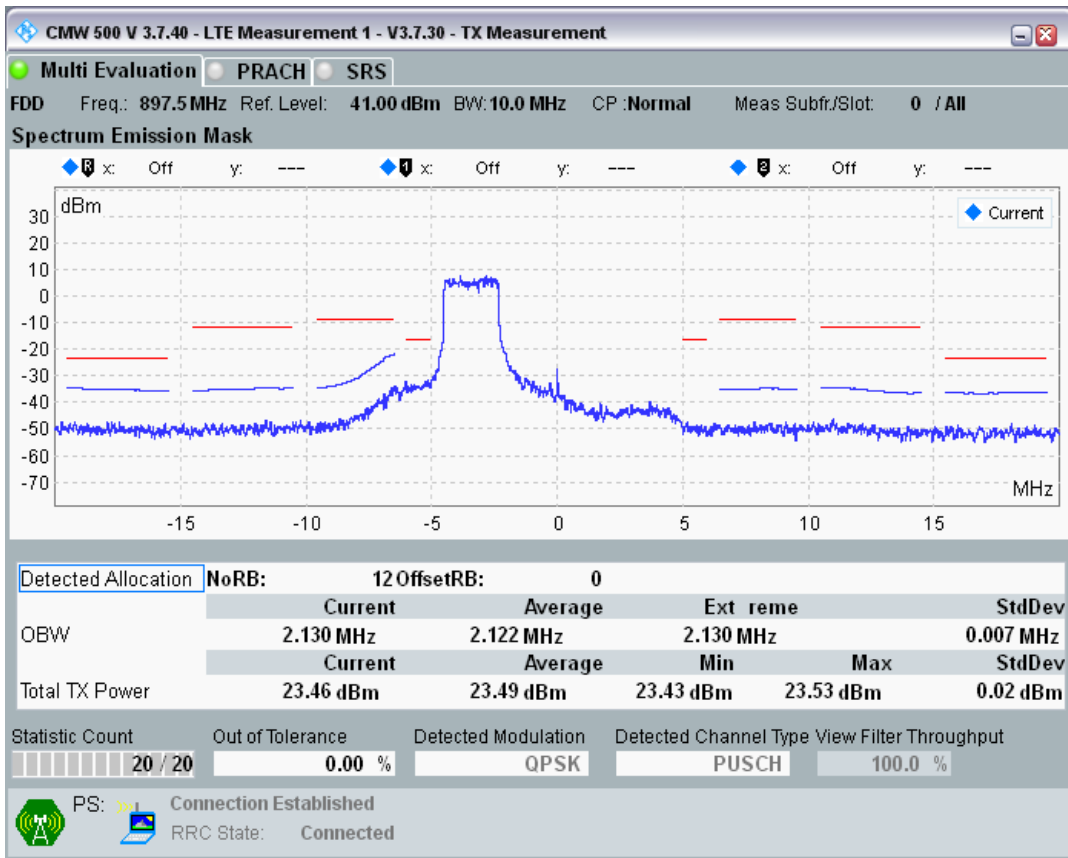 CMW 500 V 3.7.40 - LTE Measurement 1 - V3.7.30 - TX Measurement
Multi Evaluation PRACH SRS
FDD Freq.: 897.5 MHz Ref. Level: 41.00 dBm BW: 10.0 MHz CP :Normal Meas Subfr./Slot: 0 / All
Spectrum Emission Mask
R x: Off y: --- 1 x: Off y: --- 2 x: Off y: ---
dBm
Current
30
20
10
0
-10
-20
-30
-40
-50
-60
-70
MHz
-15 -10 -5 0 5 10 15
Detected Allocation NoRB: 12 OffsetRB: 0
Current Average Ext reme StdDev
OBW 2.130 MHz 2.122 MHz 2.130 MHz 0.007 MHz
Current Average Min Max StdDev
Total TX Power 23.46 dBm 23.49 dBm 23.43 dBm 23.53 dBm 0.02 dBm
Statistic Count Out of Tolerance Detected Modulation Detected Channel Type View Filter Throughput
20 / 20 0.00 % QPSK PUSCH 100.0 %
PS: Connection Established
RRC State: Connected